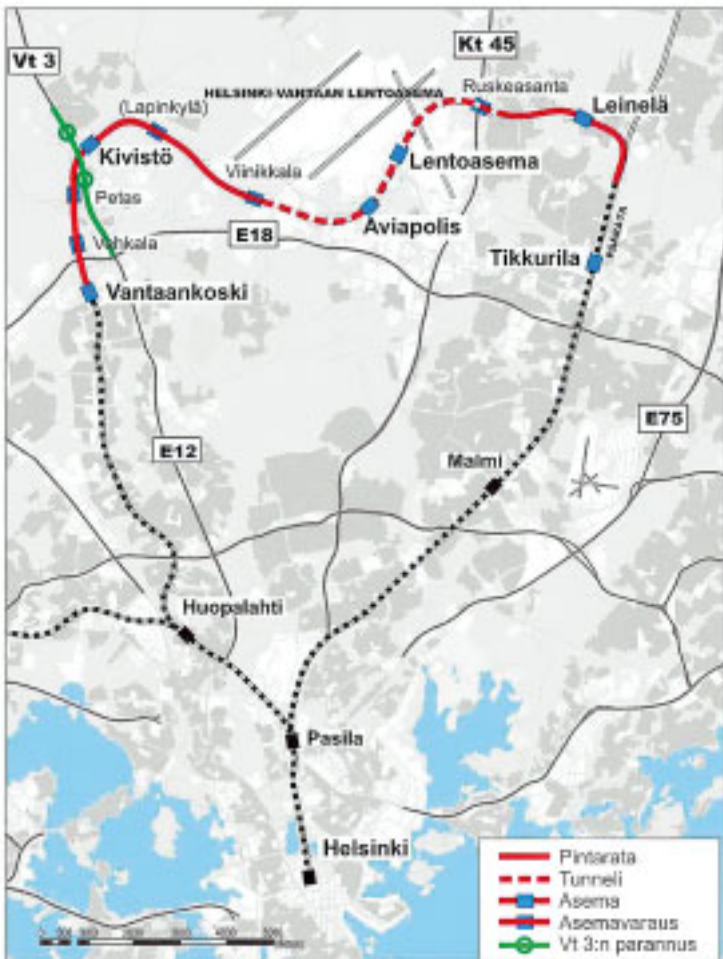 Vt 3
Kt 45
HELSINKI-VANTAAN LENTOASEMA
Ruskeasanta
(Lapinkylä)
Leinelä
Kivistö
Lentoasema
Viinikkala
Petas
Aviapolis
E18
Vehkala
Tikkurila
PÄÄRATA
Vantaankoski
E75
E12
Malmi
Huopalahti
Pasila
Helsinki
Pintarata
Tunneli
Asema
Asemavaraus
Vt 3:n parannus